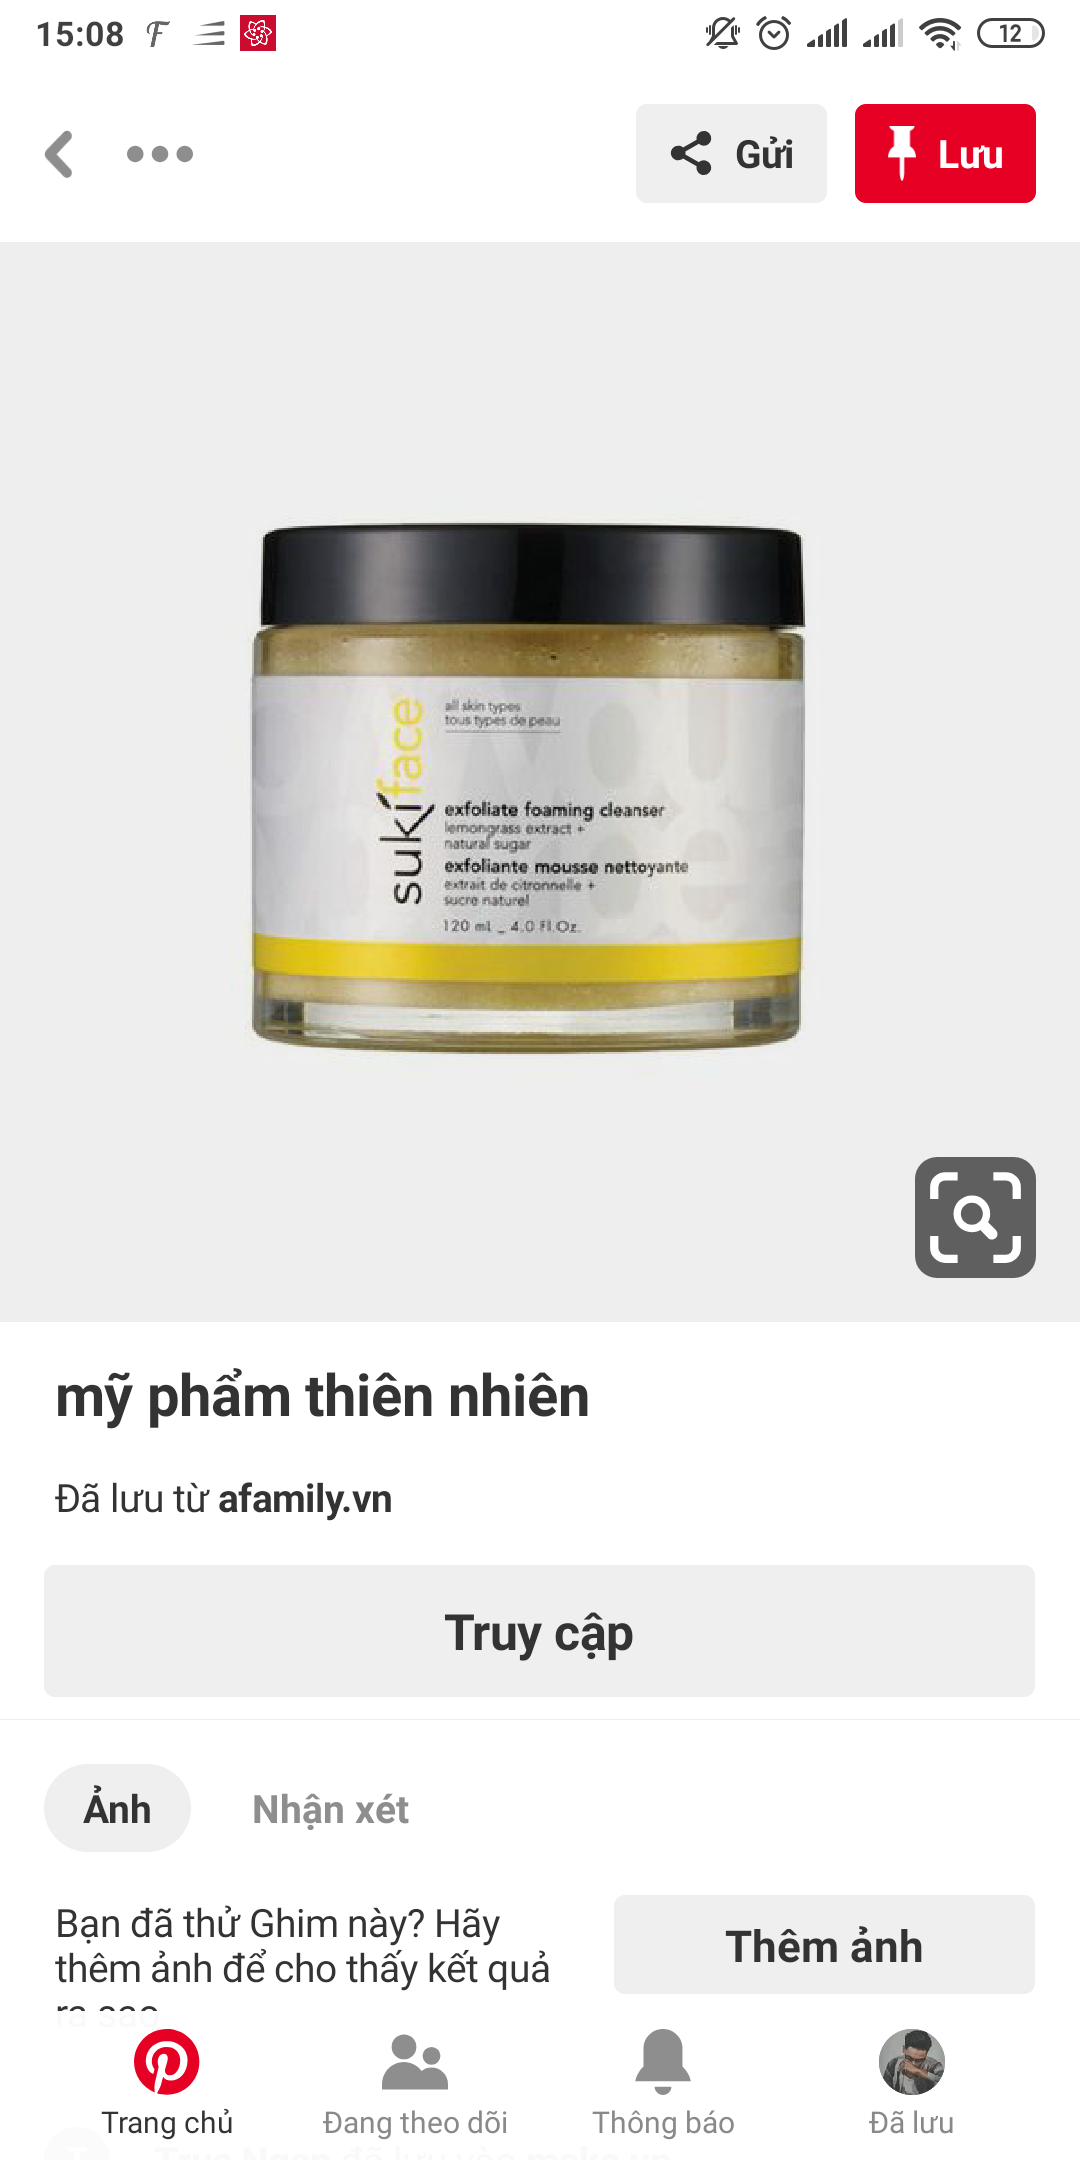 15:08
12
Gửi
Lưu
sukiface
all skin types
tous types de peau
exfoliate foaming cleanser
lemongrass extract +
natural sugar
exfoliante mousse nettoyante
extrait de citronnelle +
sucre naturel
120 ml _ 4.0 Fl.Oz.
mỹ phẩm thiên nhiên
Đã lưu từ afamily.vn
Truy cập
Ảnh
Nhận xét
Bạn đã thử Ghim này? Hãy
thêm ảnh để cho thấy kết quả
ra sao
Thêm ảnh
Trang chủ
Đang theo dõi
Thông báo
Đã lưu